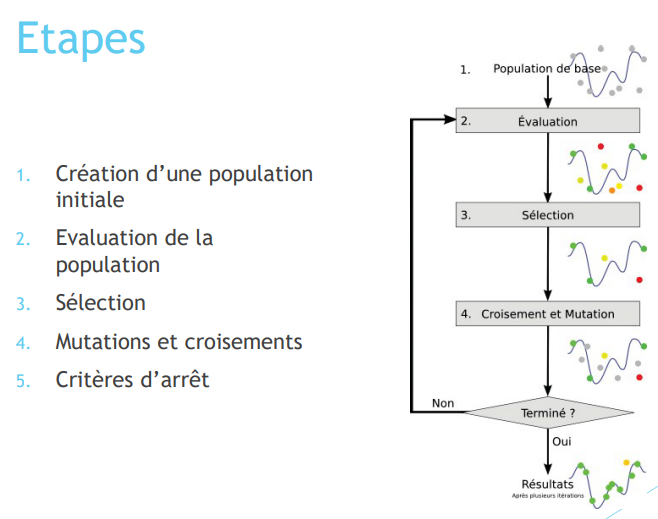 Etapes
1. Création d’une population
initiale
2. Evaluation de la
population
3. Sélection
4. Mutations et croisements
5. Critères d’arrêt
1. Population de base
2. Évaluation
3. Sélection
4. Croisement et Mutation
Non
Terminé ?
Oui
Résultats
Après plusieurs itérations